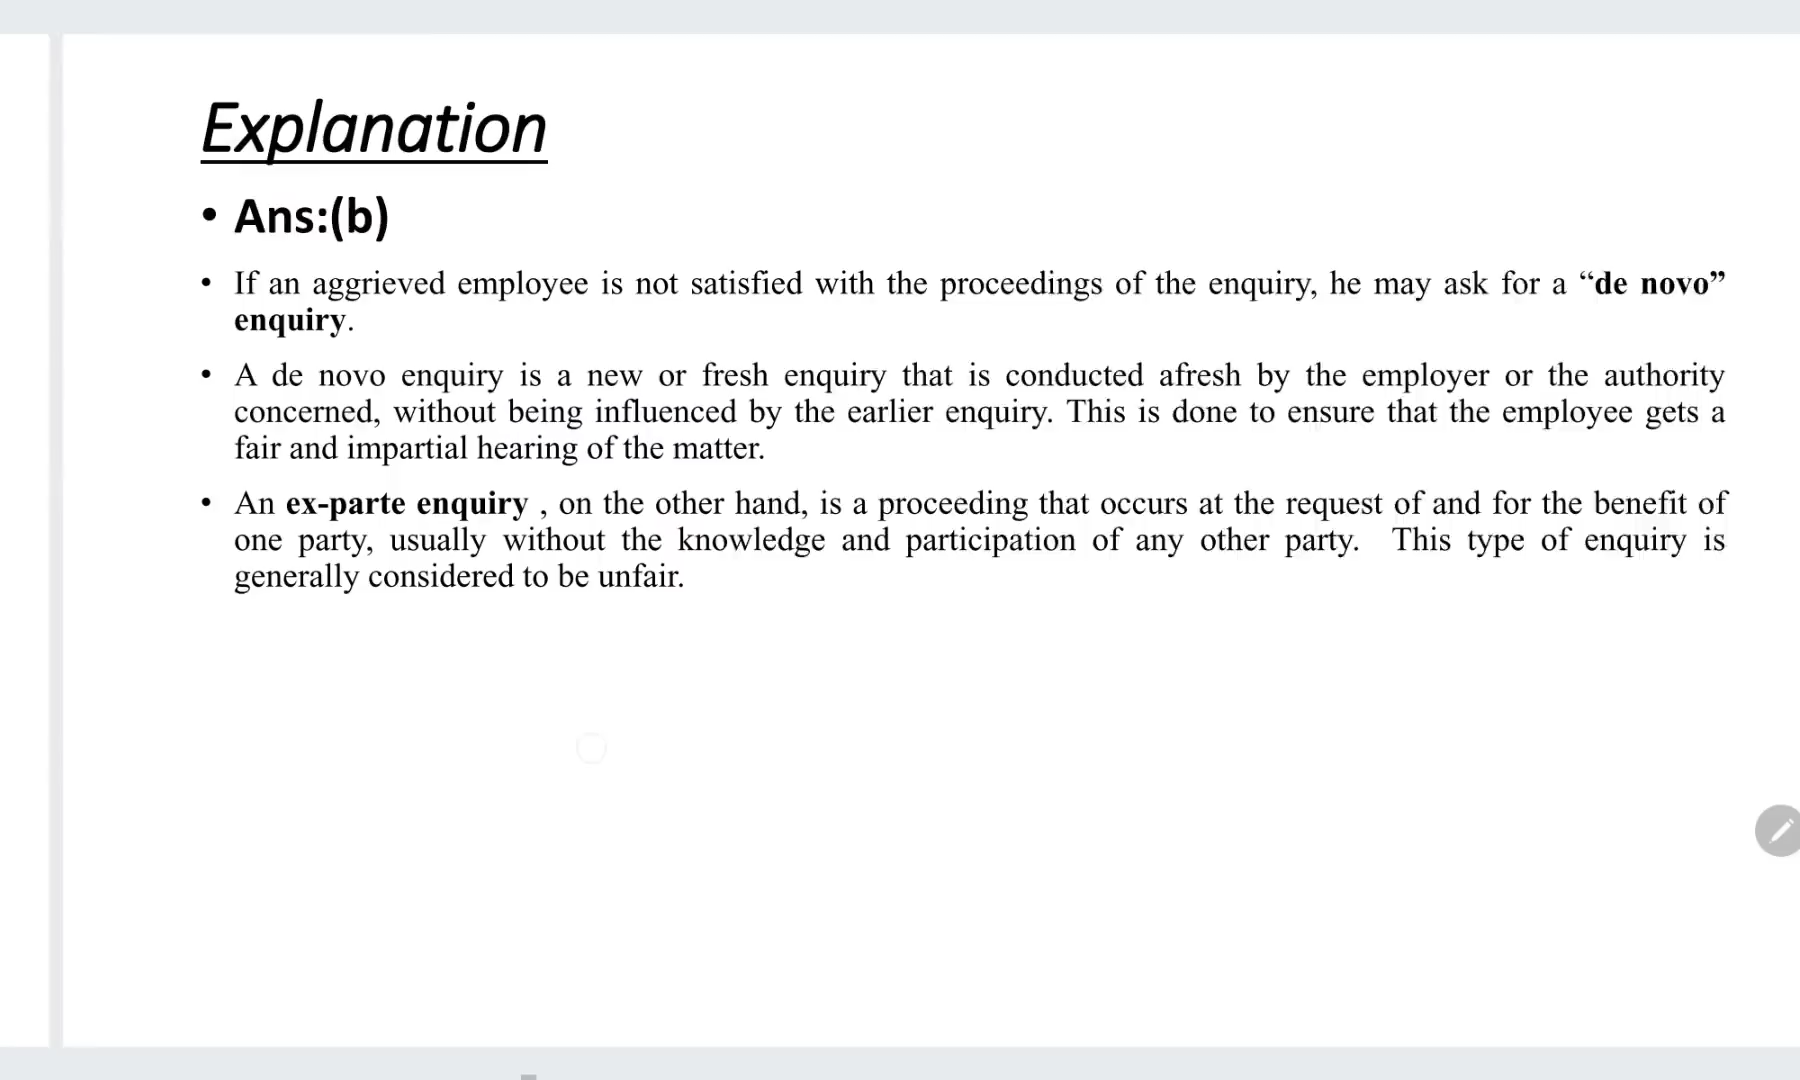 Explanation
• Ans:(b)
• If an aggrieved employee is not satisfied with the proceedings of the enquiry, he may ask for a “de novo”
enquiry.
• A de novo enquiry is a new or fresh enquiry that is conducted afresh by the employer or the authority
concerned, without being influenced by the earlier enquiry. This is done to ensure that the employee gets a
fair and impartial hearing of the matter.
• An ex-parte enquiry , on the other hand, is a proceeding that occurs at the request of and for the benefit of
one party, usually without the knowledge and participation of any other party. This type of enquiry is
generally considered to be unfair.